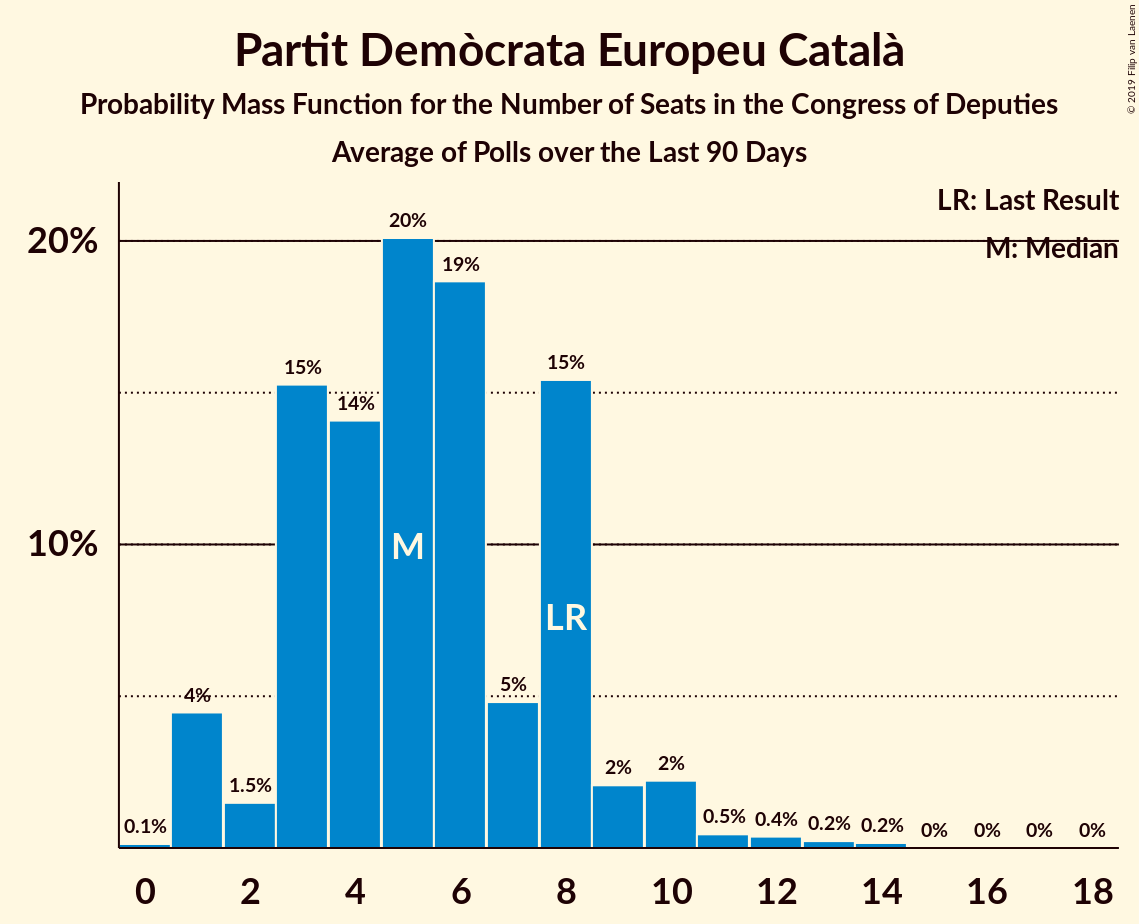 Partit Demòcrata Europeu Català
Probability Mass Function for the Number of Seats in the Congress of Deputies
Average of Polls over the Last 90 Days
© 2019 Filip van Laenen
LR: Last Result
M: Median
20%
10%
0.1%
4%
1.5%
15%
14%
20%
19%
5%
15%
2%
2%
0.5%
0.4%
0.2%
0.2%
0%
0%
0%
0%
M
LR
0 2 4 6 8 10 12 14 16 18